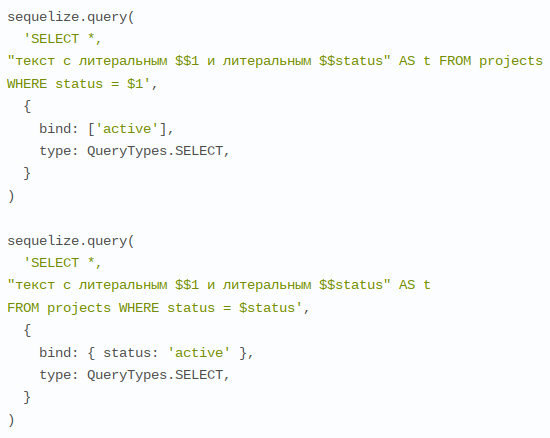 sequelize.query(
  'SELECT *,
"текст с литеральным $$1 и литеральным $$status" AS t FROM projects
WHERE status = $1',
  {
    bind: ['active'],
    type: QueryTypes.SELECT,
  }
)

sequelize.query(
  'SELECT *,
"текст с литеральным $$1 и литеральным $$status" AS t
FROM projects WHERE status = $status',
  {
    bind: { status: 'active' },
    type: QueryTypes.SELECT,
  }
)